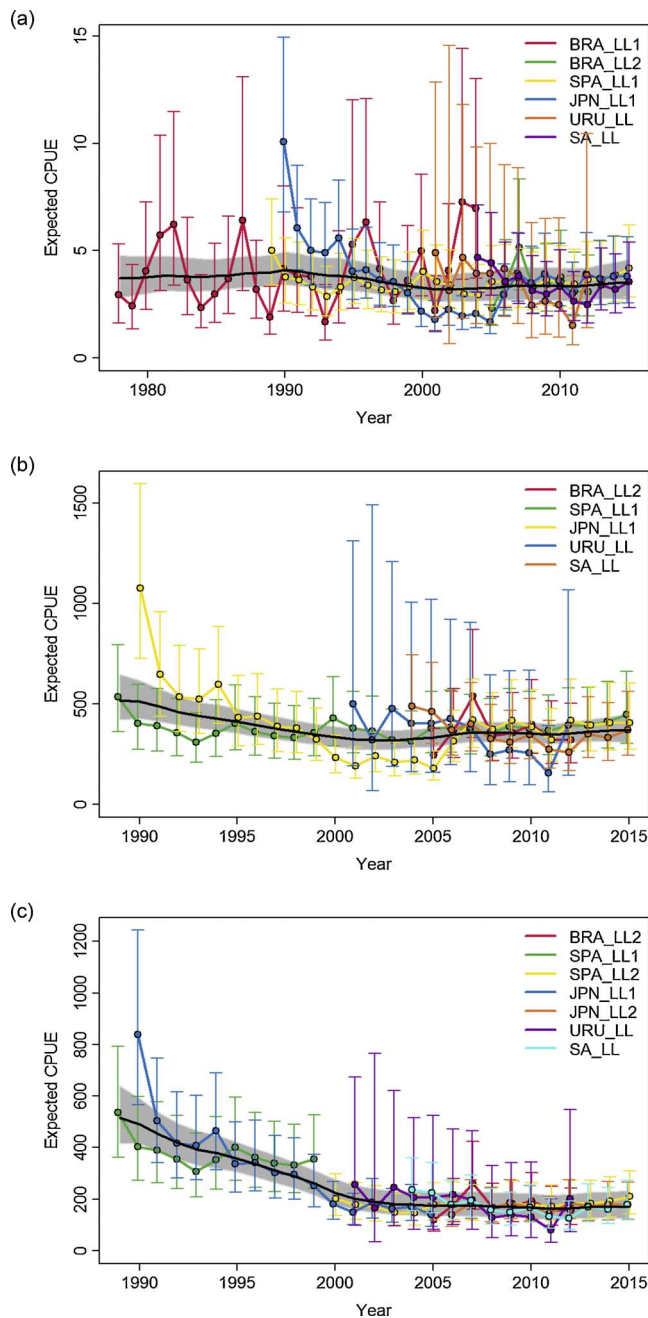 (a)
15
10
5
0
Expected CPUE
BRA_LL1
BRA_LL2
SPA_LL1
JPN_LL1
URU_LL
SA_LL
1980
1990
2000
2010
Year
(b)
1500
1000
500
0
Expected CPUE
BRA_LL2
SPA_LL1
JPN_LL1
URU_LL
SA_LL
1990
1995
2000
2005
2010
2015
Year
(c)
1200
1000
800
600
400
200
0
Expected CPUE
BRA_LL2
SPA_LL1
SPA_LL2
JPN_LL1
JPN_LL2
URU_LL
SA_LL
1990
1995
2000
2005
2010
2015
Year